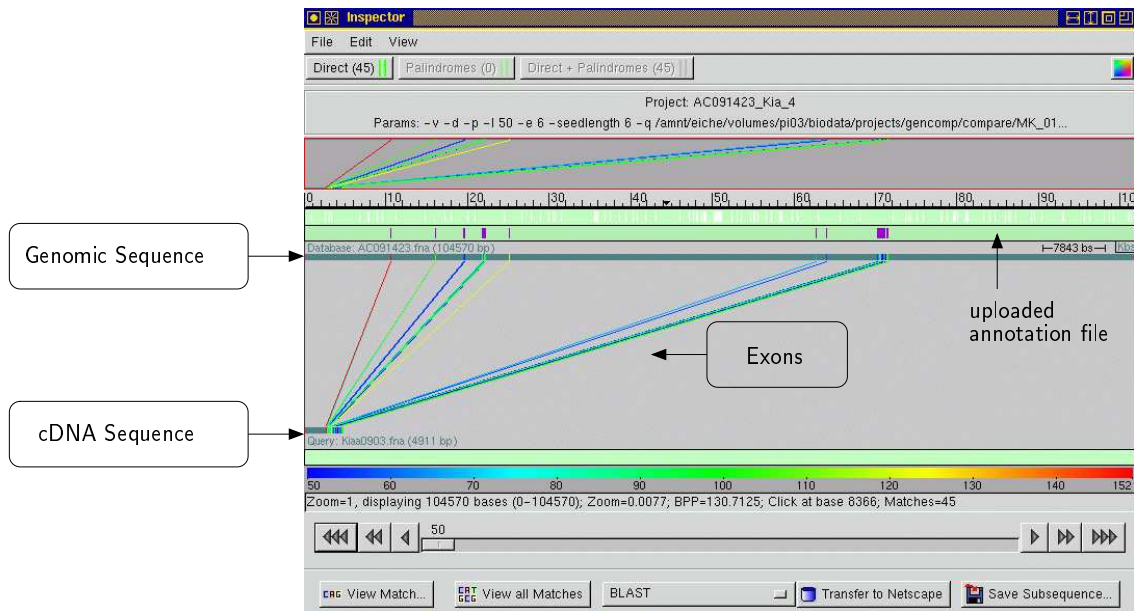 Inspector
File Edit View
Direct (45) Palindromes (0) Direct + Palindromes (45)
Project: AC091423_Kia_4
Params: -v -d -p -l 50 -e 6 -seedlength 6 -q /amnt/eiche/volumes/pi03/biodata/projects/gencomp/compare/MK_01...
0 10 20 30 40 50 60 70 80 90 10
Database: AC091423.fna (104570 bp) 7843 bs Kbs
Genomic Sequence
uploaded
annotation file
Exons
cDNA Sequence
Query: Kiaa0903.fna (4911 bp)
50 60 70 80 90 100 110 120 130 140 152
Zoom=1, displaying 104570 bases (0-104570); Zoom=0.0077; BPP=130.7125; Click at base 8366; Matches=45
50
CAG View Match... CAT GCG View all Matches BLAST Transfer to Netscape Save Subsequence...